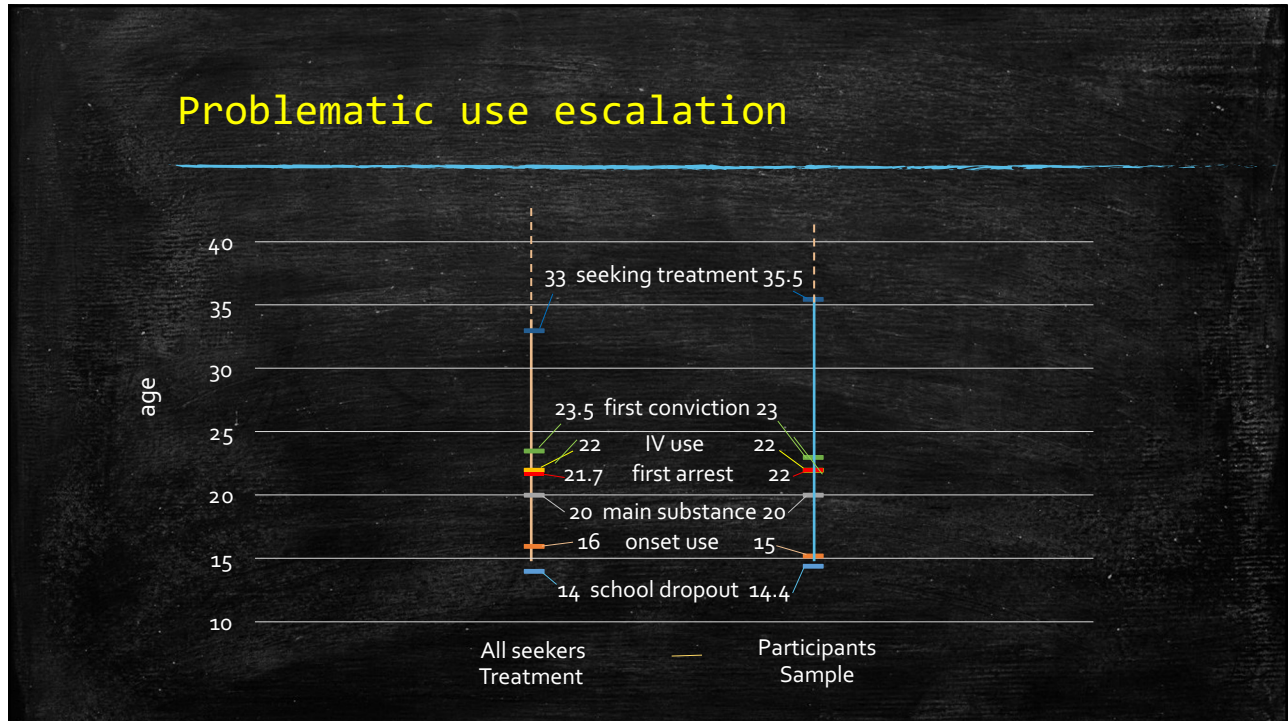 Problematic use escalation
40
33 seeking treatment 35.5
35
30
age
23.5 first conviction 23
25
22 IV use 22
21.7 first arrest 22
20
20 main substance 20
16 onset use 15
15
14 school dropout 14.4
10
All seekers
Treatment
Participants
Sample